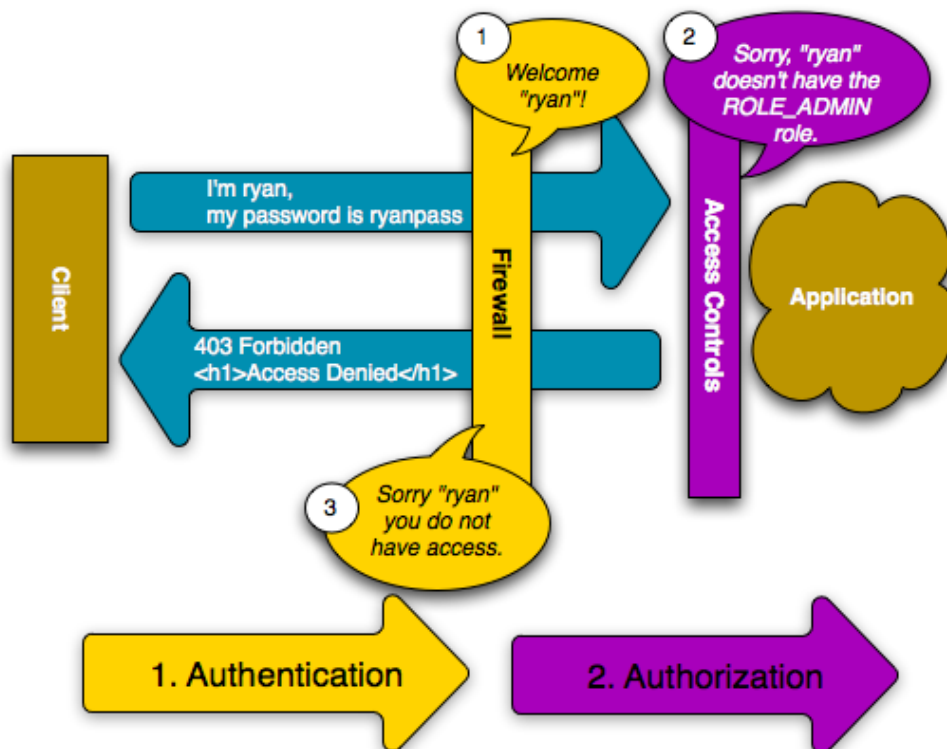 1
Welcome
"ryan"!
2
Sorry, "ryan"
doesn't have the
ROLE_ADMIN
role.
I'm ryan,
my password is ryanpass
Client
Firewall
Access Controls
Application
403 Forbidden
<h1>Access Denied</h1>
3
Sorry "ryan"
you do not
have access.
1. Authentication
2. Authorization